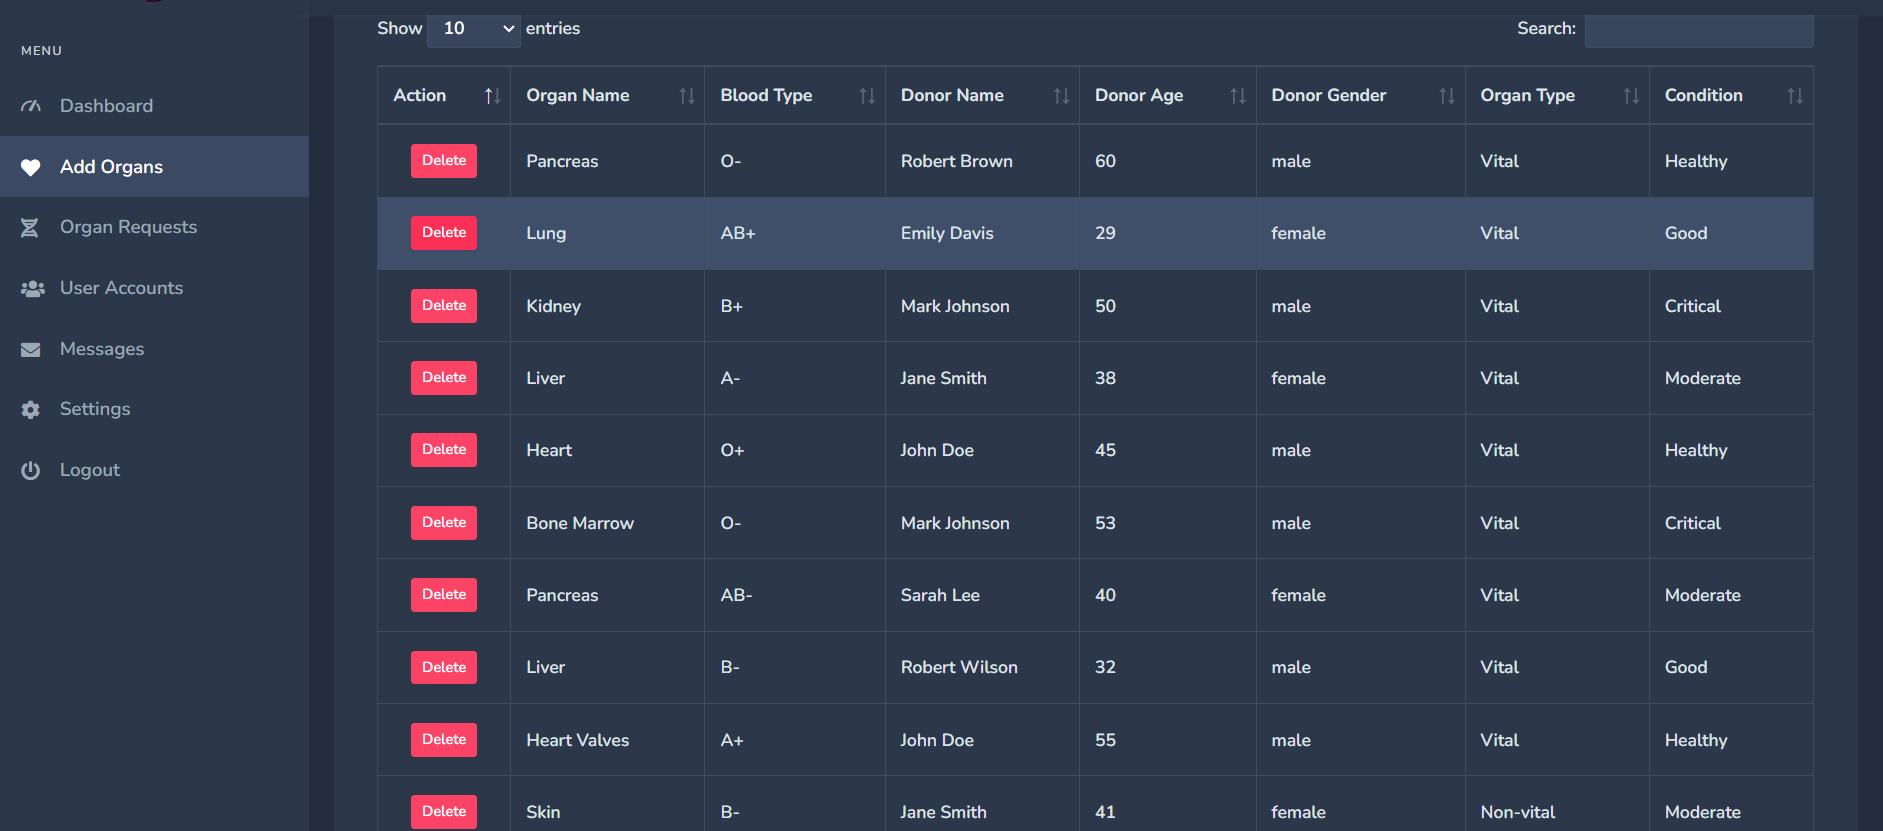 Show 10 entries Search:
MENU
Dashboard
Add Organs
Organ Requests
User Accounts
Messages
Settings
Logout
Action Organ Name Blood Type Donor Name Donor Age Donor Gender Organ Type Condition
Delete Pancreas O- Robert Brown 60 male Vital Healthy
Delete Lung AB+ Emily Davis 29 female Vital Good
Delete Kidney B+ Mark Johnson 50 male Vital Critical
Delete Liver A- Jane Smith 38 female Vital Moderate
Delete Heart O+ John Doe 45 male Vital Healthy
Delete Bone Marrow O- Mark Johnson 53 male Vital Critical
Delete Pancreas AB- Sarah Lee 40 female Vital Moderate
Delete Liver B- Robert Wilson 32 male Vital Good
Delete Heart Valves A+ John Doe 55 male Vital Healthy
Delete Skin B- Jane Smith 41 female Non-vital Moderate